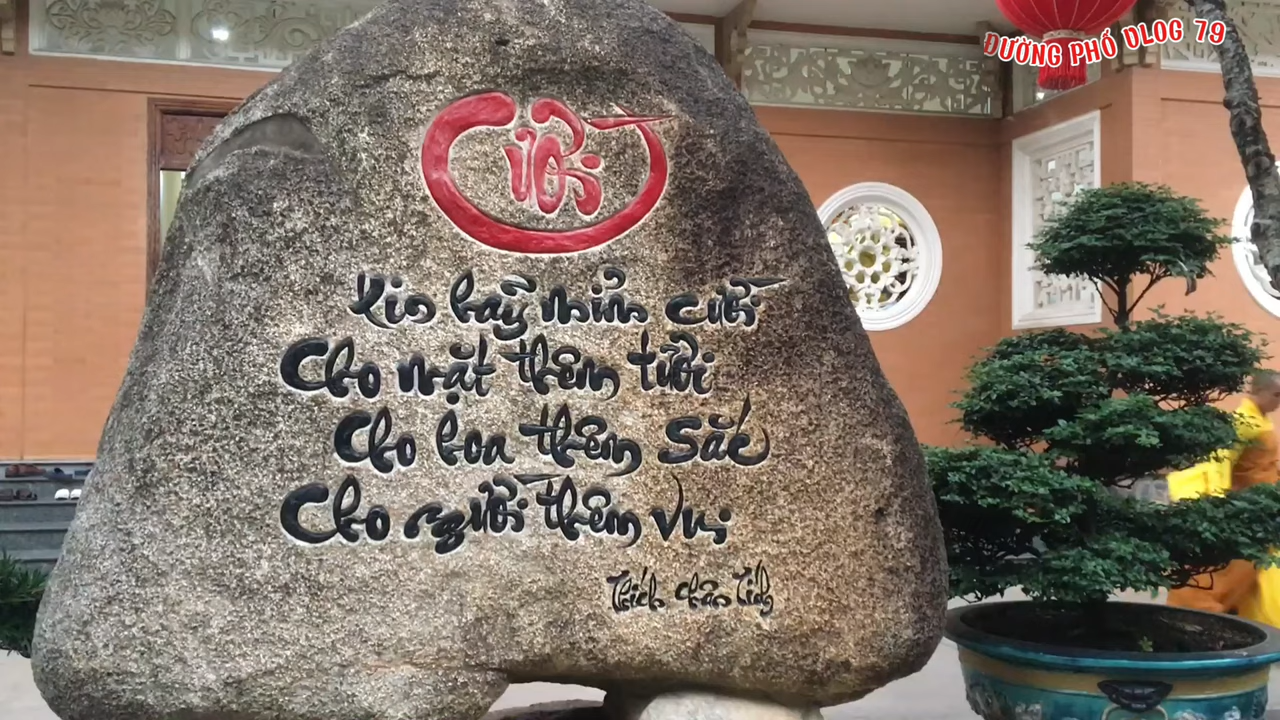 ĐƯỜNG PHỐ VLOG 79
Cười
Xin hãy mỉm cười
Cho mặt thêm tươi
Cho hoa thêm sắc
Cho người thêm vui
Thích Chân Tính